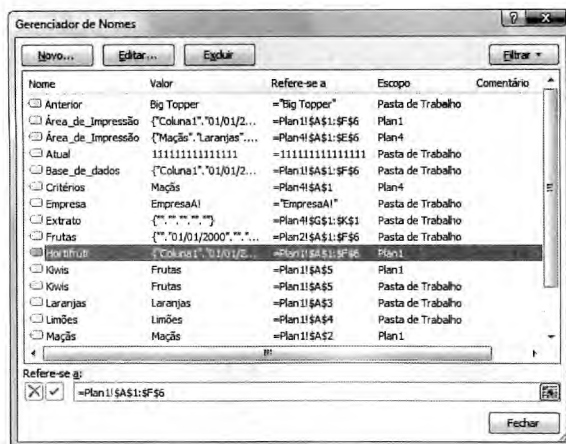 Gerenciador de Nomes
Novo... Editar... Excluir Filtrar
Nome Valor Refere-se a Escopo Comentário
Anterior Big Topper ="Big Topper" Pasta de Trabalho
Área_de_Impressão {"Coluna1"."01/01/2... =Plan1!$A$1:$F$6 Plan1
Área_de_Impressão {"Maçãs"."Laranjas"... =Plan4!$A$1:$E$6 Plan4
Atual 111111111111111 =111111111111111 Pasta de Trabalho
Base_de_dados {"Coluna1"."01/01/2... =Plan1!$A$1:$F$6 Pasta de Trabalho
Critérios Maçãs =Plan4!$A$1 Plan4
Empresa EmpresaA! ="EmpresaA!" Pasta de Trabalho
Extrato {"".""."".""."") =Plan4!$G$1:$K$1 Pasta de Trabalho
Frutas {""."01/01/2000"."".".... =Plan2!$A$1:$F$6 Pasta de Trabalho
Hortifruti {"Coluna1"."01/01/2... =Plan1!$A$1:$F$6 Plan1
Kiwis Frutas =Plan1!$A$5 Plan1
Kiwis Frutas =Plan1!$A$5 Pasta de Trabalho
Laranjas Laranjas =Plan1!$A$3 Pasta de Trabalho
Limões Limões =Plan1!$A$4 Pasta de Trabalho
Maçãs Maçãs =Plan1!$A$2 Plan1
Refere-se a:
=Plan1!$A$1:$F$6
Fechar